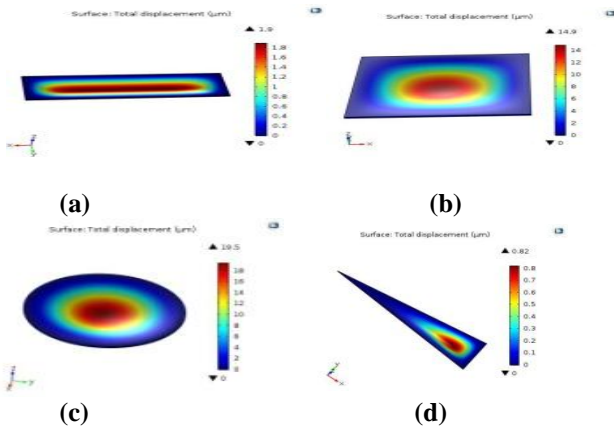 Surface: Total displacement (μm)
▲ 1.9
1.8
1.6
1.4
1.2
1
0.8
0.6
0.4
0.2
0
▼ 0
z
x
y
(a)
Surface: Total displacement (μm)
▲ 14.9
14
12
10
8
6
4
2
0
▼ 0
z
x
(b)
Surface: Total displacement (μm)
▲ 19.5
18
16
14
12
10
8
6
4
2
0
▼ 0
z
y
x
(c)
Surface: Total displacement (μm)
▲ 0.82
0.8
0.7
0.6
0.5
0.4
0.3
0.2
0.1
0
▼ 0
y
x
(d)